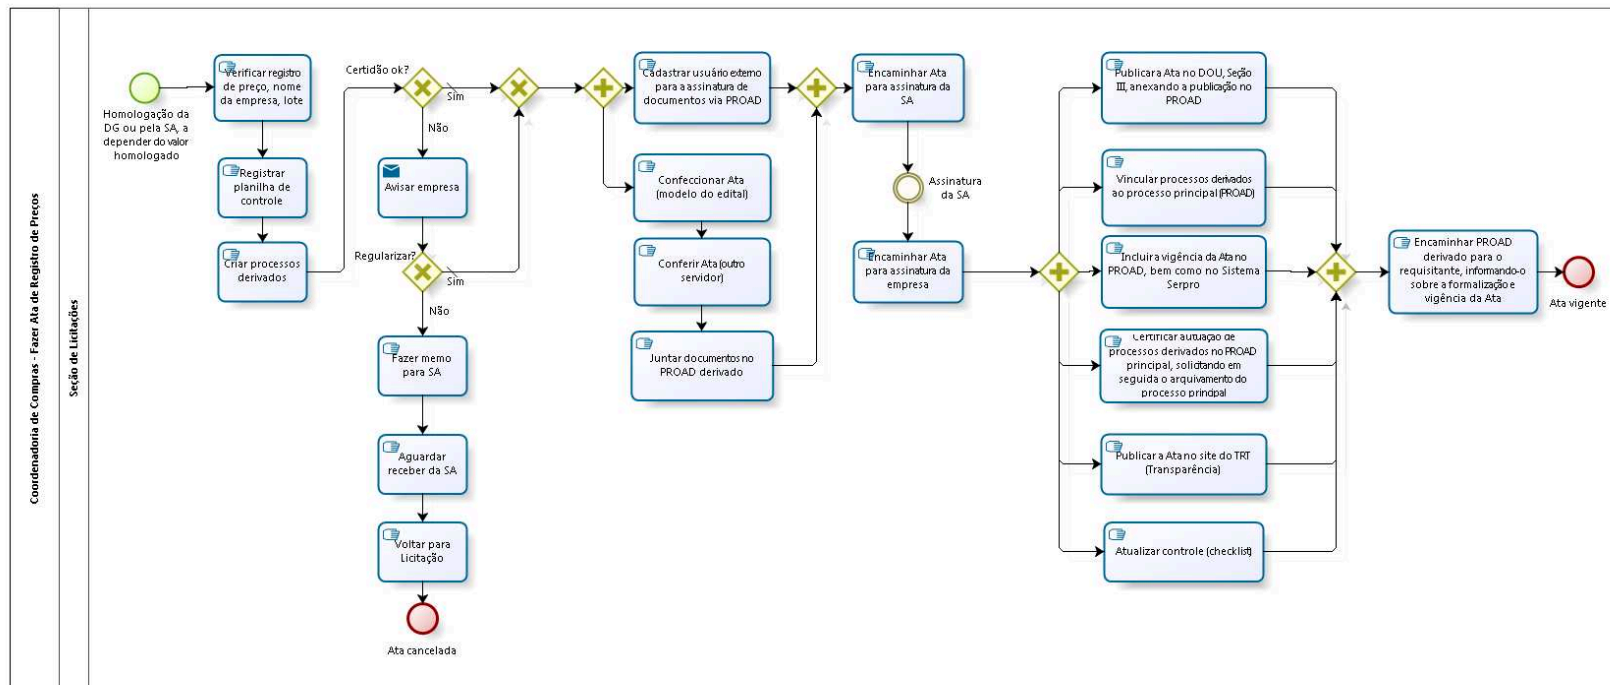 Coordenadoria de Compras - Fazer Ata de Registro de Preços
Seção de Licitações
Homologação da
DG ou pela SA, a
depender do valor
homologado
Verificar registro
de preço, nome
da empresa, lote
Registrar
planilha de
controle
Criar processos
derivados
Certidão ok?
Sim
Não
Avisar empresa
Regularizar?
Sim
Não
Fazer memo
para SA
Aguardar
receber da SA
Voltar para
Licitação
Ata cancelada
Cadastrar usuário externo
para a assinatura de
documentos via PROAD
Confeccionar Ata
(modelo do edital)
Conferir Ata (outro
servidor)
Juntar documentos no
PROAD derivado
Encaminhar Ata
para assinatura da
SA
Assinatura
da SA
Encaminhar Ata
para assinatura da
empresa
Publicar a Ata no DOU, Seção
III, anexando a publicação no
PROAD
Vincular processos derivados
ao processo principal (PROAD)
Incluir a vigência da Ata no
PROAD, bem como no Sistema
Serpro
Certificar autuação de
processos derivados no PROAD
principal, solicitando em
seguida o arquivamento do
processo principal
Publicar a Ata no site do TRT
(Transparência)
Atualizar controle (checklist)
Encaminhar PROAD
derivado para o
requisitante, informando-o
sobre a formalização e
vigência da Ata
Ata vigente